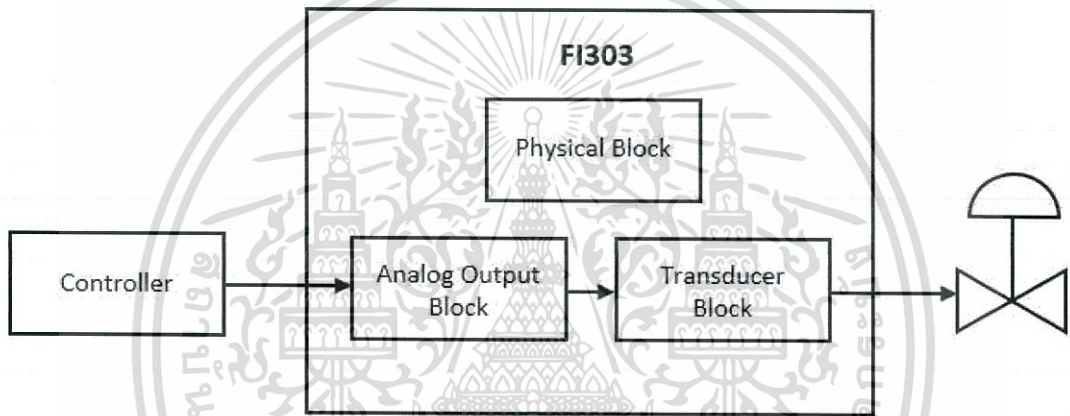 FI303
Physical Block
Controller
Analog Output
Block
Transducer
Block